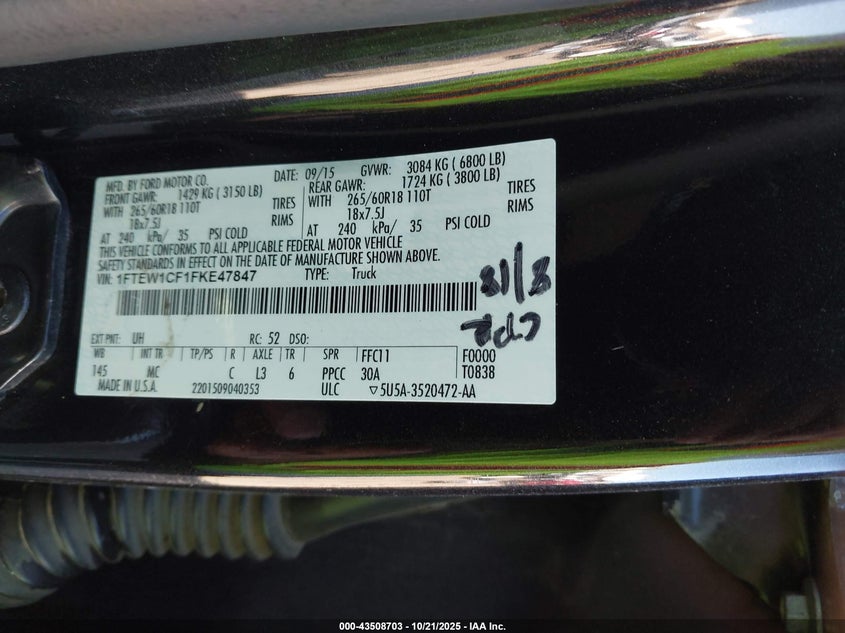 MFD. BY FORD MOTOR CO. DATE: 09/15 GVWR: 3084 KG ( 6800 LB)
FRONT GAWR: 1429 KG ( 3150 LB) REAR GAWR: 1724 KG ( 3800 LB)
WITH 265/60R18 110T TIRES WITH 265/60R18 110T TIRES
18x7.5J RIMS 18x7.5J RIMS
AT 240 kPa/ 35 PSI COLD AT 240 kPa/ 35 PSI COLD
THIS VEHICLE CONFORMS TO ALL APPLICABLE FEDERAL MOTOR VEHICLE
SAFETY STANDARDS IN EFFECT ON THE DATE OF MANUFACTURE SHOWN ABOVE.
VIN: 1FTEW1CF1FKE47847 TYPE: Truck
8/18
EXT PNT: UH RC: 52 DSO:
WB INT TR TP/PS R AXLE TR SPR FFC11 F0000
145 MC C L3 6 PPCC 30A T0838
MADE IN U.S.A. 2201509040353 ULC ▽5U5A-3520472-AA
000-43508703 - 10/21/2025 - IAA Inc.